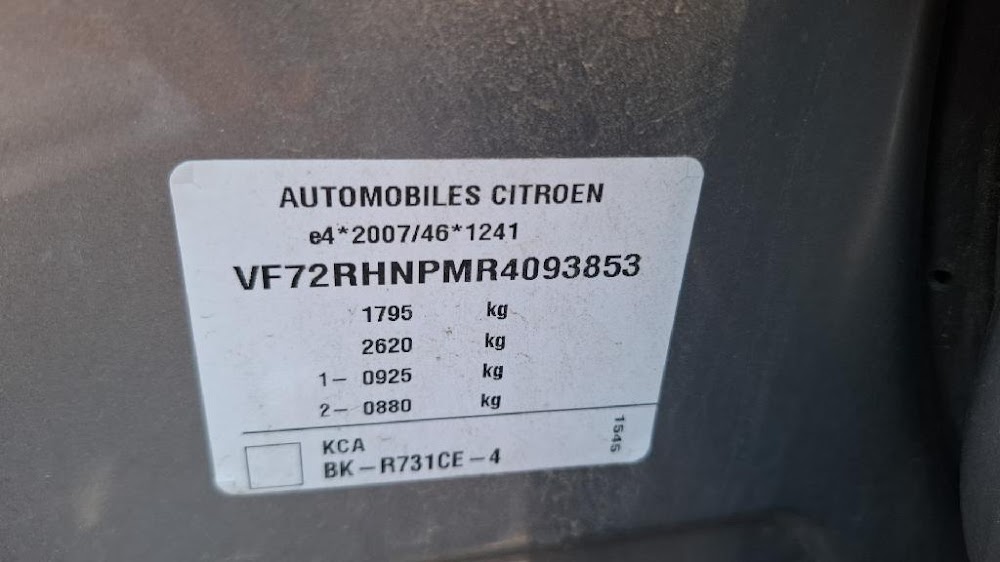 AUTOMOBILES CITROEN
e4*2007/46*1241
VF72RHNPMR4093853
1795 kg
2620 kg
1- 0925 kg
2- 0880 kg
KCA
BK-R731CE-4
1545